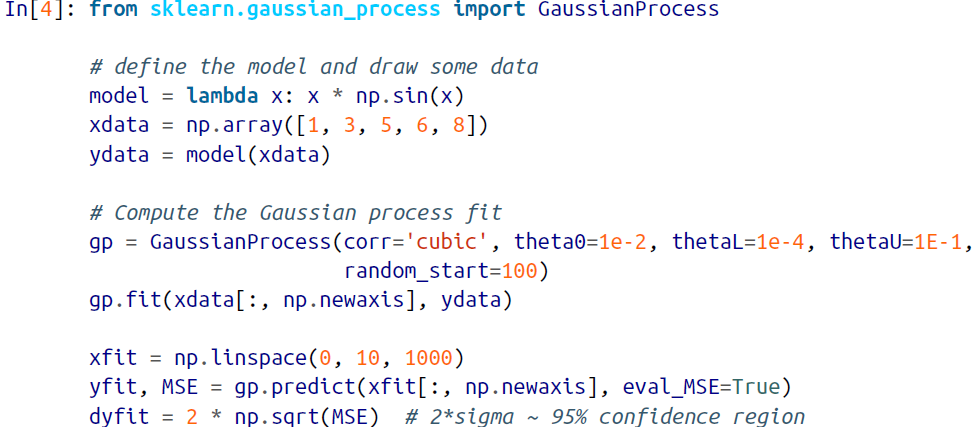 In[4]: from sklearn.gaussian_process import GaussianProcess
# define the model and draw some data
model = lambda x: x * np.sin(x)
xdata = np.array([1, 3, 5, 6, 8])
ydata = model(xdata)
# Compute the Gaussian process fit
gp = GaussianProcess(corr='cubic', theta0=1e-2, thetaL=1e-4, thetaU=1E-1,
random_start=100)
gp.fit(xdata[:, np.newaxis], ydata)
xfit = np.linspace(0, 10, 1000)
yfit, MSE = gp.predict(xfit[:, np.newaxis], eval_MSE=True)
dyfit = 2 * np.sqrt(MSE)  # 2*sigma ~ 95% confidence region